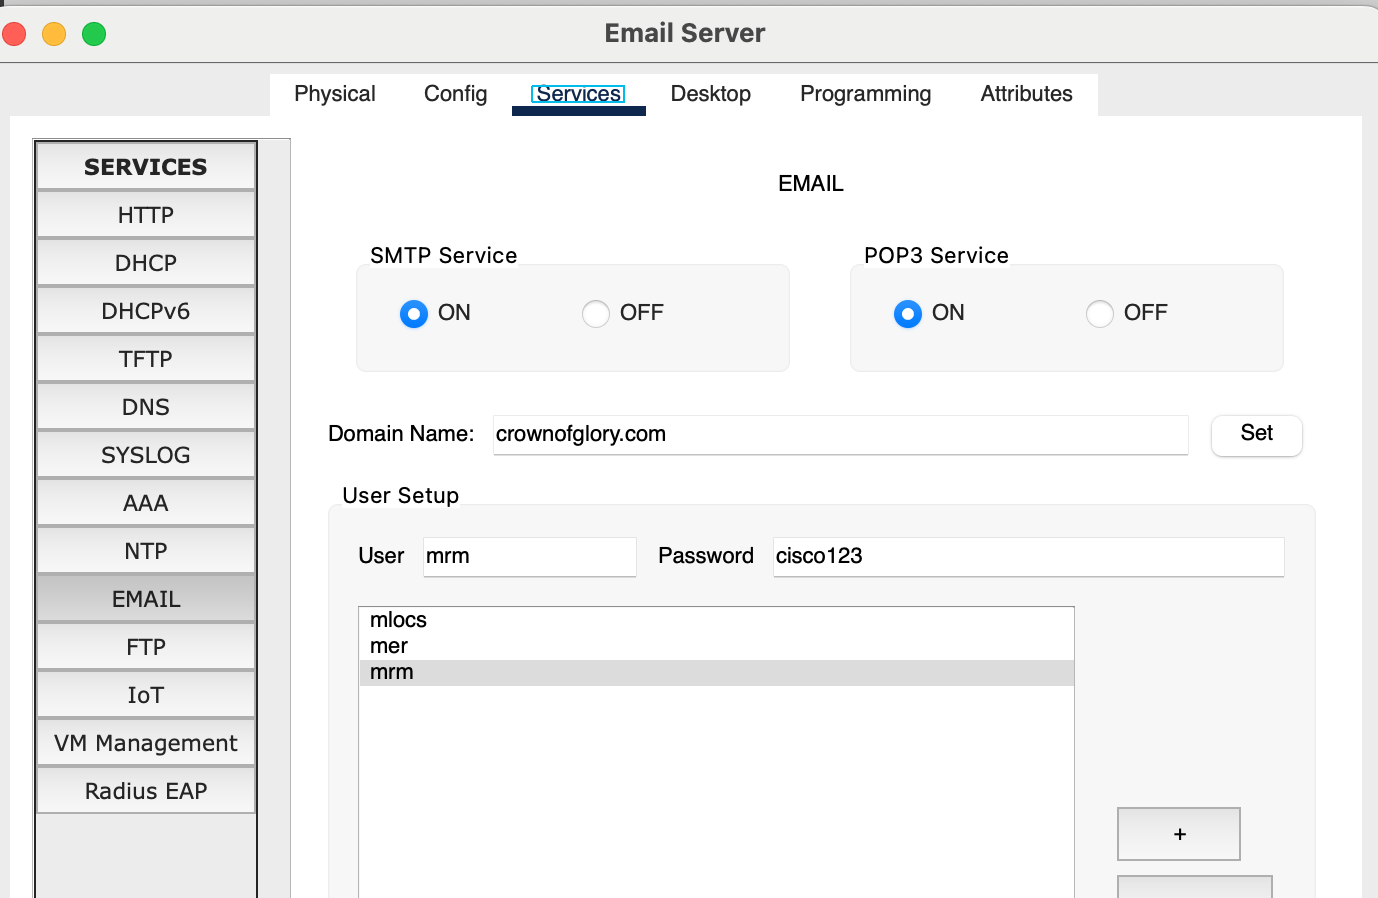 Email Server
Physical Config Services Desktop Programming Attributes
SERVICES
HTTP
DHCP
DHCPv6
TFTP
DNS
SYSLOG
AAA
NTP
EMAIL
FTP
IoT
VM Management
Radius EAP
EMAIL
SMTP Service
ON OFF
POP3 Service
ON OFF
Domain Name: crownofglory.com Set
User Setup
User mrm Password cisco123
mlocs
mer
mrm
+